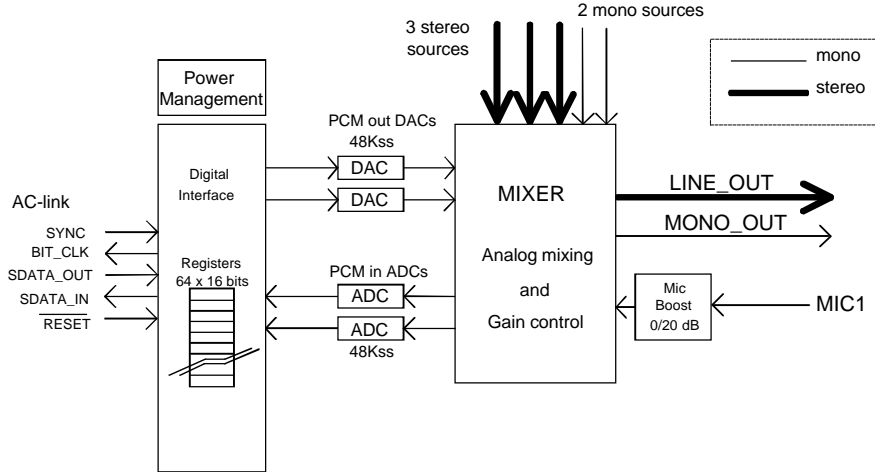 3 stereo
sources
2 mono sources
mono
stereo
Power
Management
PCM out DACs
48Kss
DAC
DAC
Digital
Interface
AC-link
SYNC
BIT_CLK
SDATA_OUT
SDATA_IN
RESET
Registers
64 x 16 bits
PCM in ADCs
ADC
ADC
48Kss
MIXER
Analog mixing
and
Gain control
LINE_OUT
MONO_OUT
Mic
Boost
0/20 dB
MIC1